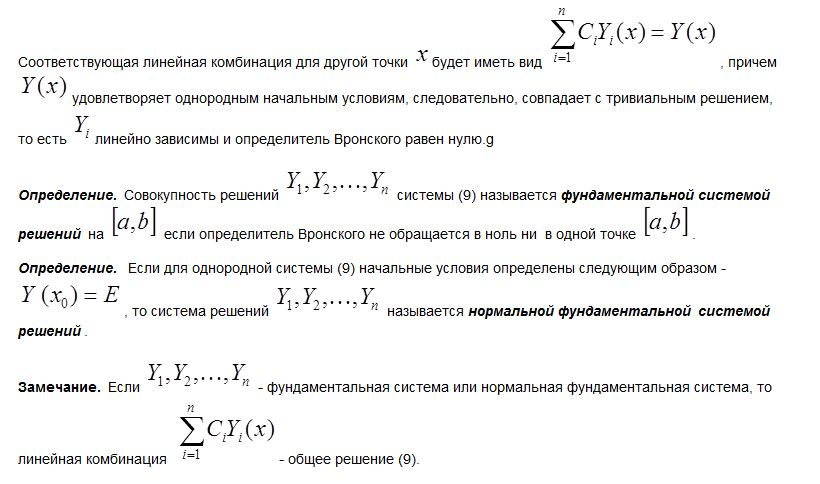 Соответствующая линейная комбинация для другой точки x будет иметь вид \sum_{i=1}^{n} C_i Y_i(x) = Y(x) , причем
Y(x) удовлетворяет однородным начальным условиям, следовательно, совпадает с тривиальным решением,
то есть Y_i линейно зависимы и определитель Вронского равен нулю.g
Определение. Совокупность решений Y_1, Y_2, …, Y_n системы (9) называется фундаментальной системой
решений на [a,b] если определитель Вронского не обращается в ноль ни в одной точке [a,b] .
Определение. Если для однородной системы (9) начальные условия определены следующим образом -
Y (x_0) = E , то система решений Y_1, Y_2, …, Y_n называется нормальной фундаментальной системой
решений .
Замечание. Если Y_1, Y_2, …, Y_n - фундаментальная система или нормальная фундаментальная система, то
линейная комбинация \sum_{i=1}^{n} C_i Y_i(x) - общее решение (9).